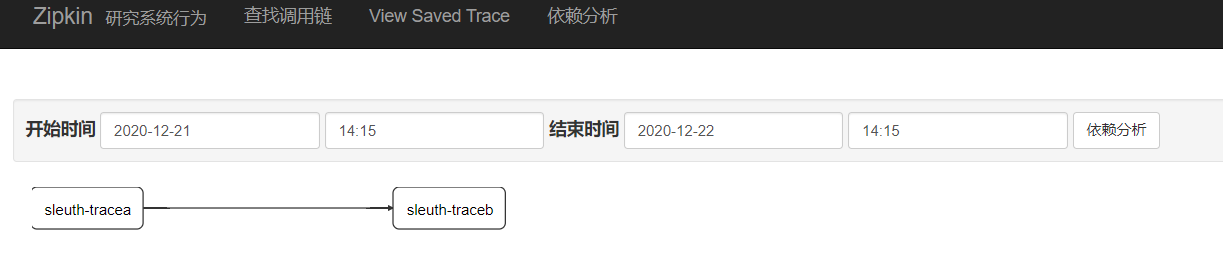 Zipkin 研究系统行为 查找调用链 View Saved Trace 依赖分析
开始时间 2020-12-21 14:15 结束时间 2020-12-22 14:15 依赖分析
sleuth-tracea sleuth-traceb